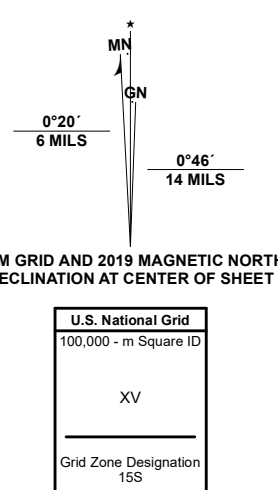 ★
MN
GN
0°20´
6 MILS
0°46´
14 MILS
M GRID AND 2019 MAGNETIC NORTH
ECLINATION AT CENTER OF SHEET
U.S. National Grid
100,000 - m Square ID
XV
Grid Zone Designation
15S